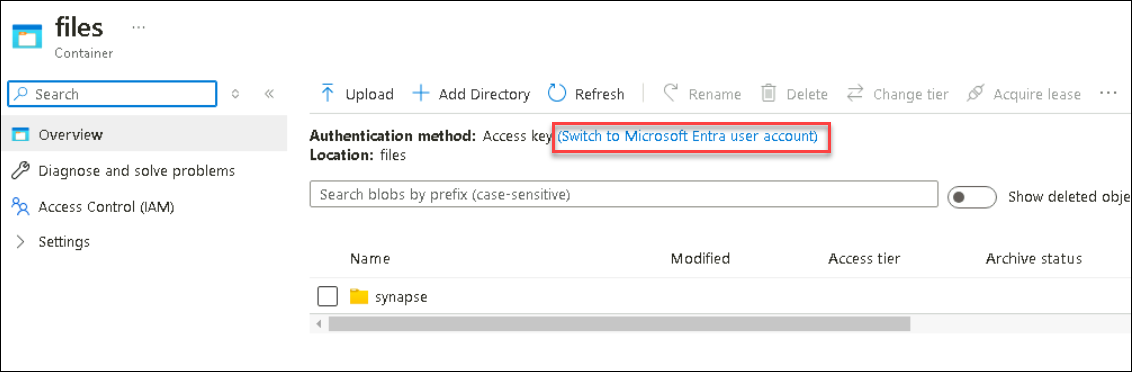 files ...
Container
Search
Upload Add Directory Refresh Rename Delete Change tier Acquire lease ...
Overview
Authentication method: Access key (Switch to Microsoft Entra user account)
Location: files
Diagnose and solve problems
Search blobs by prefix (case-sensitive) Show deleted obje
Access Control (IAM)
Settings
Name Modified Access tier Archive status
synapse